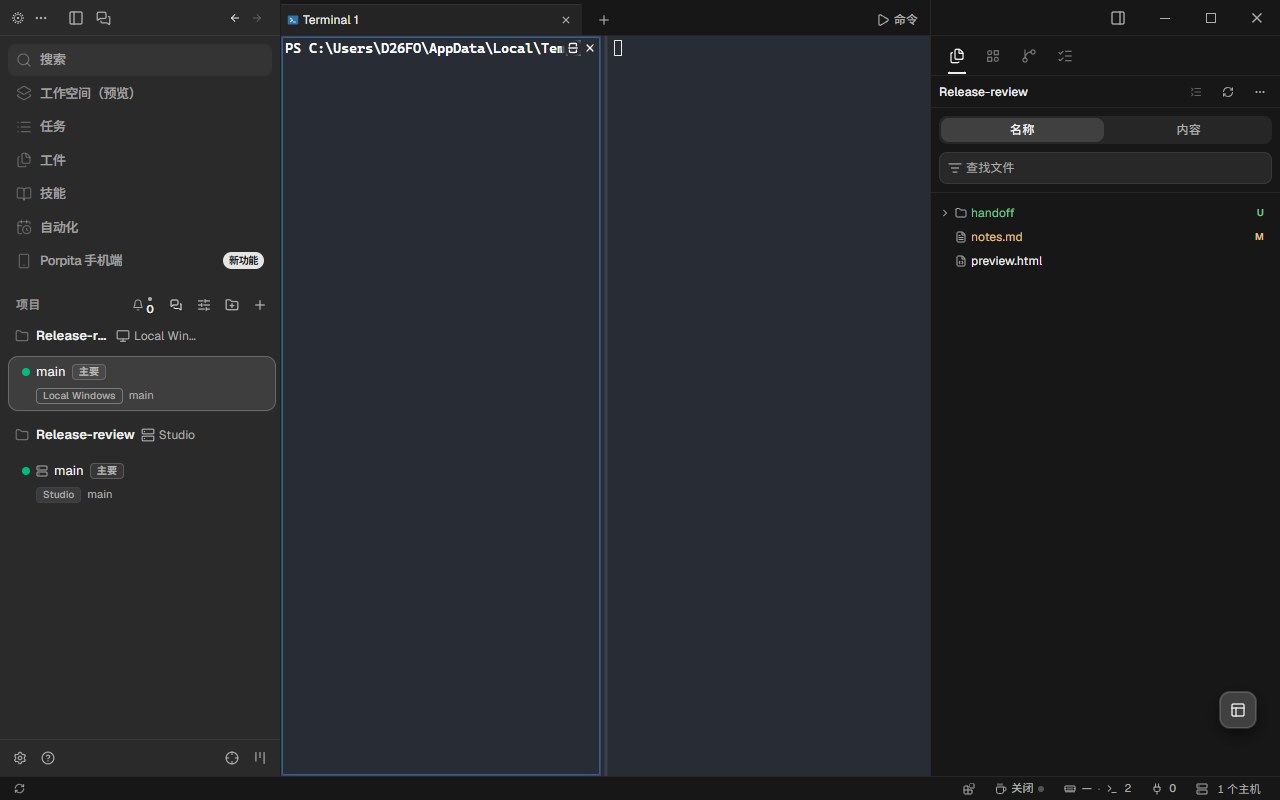 Terminal 1
命令
搜索
工作空间（预览）
任务
工件
技能
自动化
Porpita 手机端
新功能
项目
0
Release-r...
Local Win...
main
主要
Local Windows
main
Release-review
Studio
main
主要
Studio
main
PS C:\Users\D26FO\AppData\Local\Tem
Release-review
名称
内容
查找文件
handoff
U
notes.md
M
preview.html
关闭
2
0
1 个主机